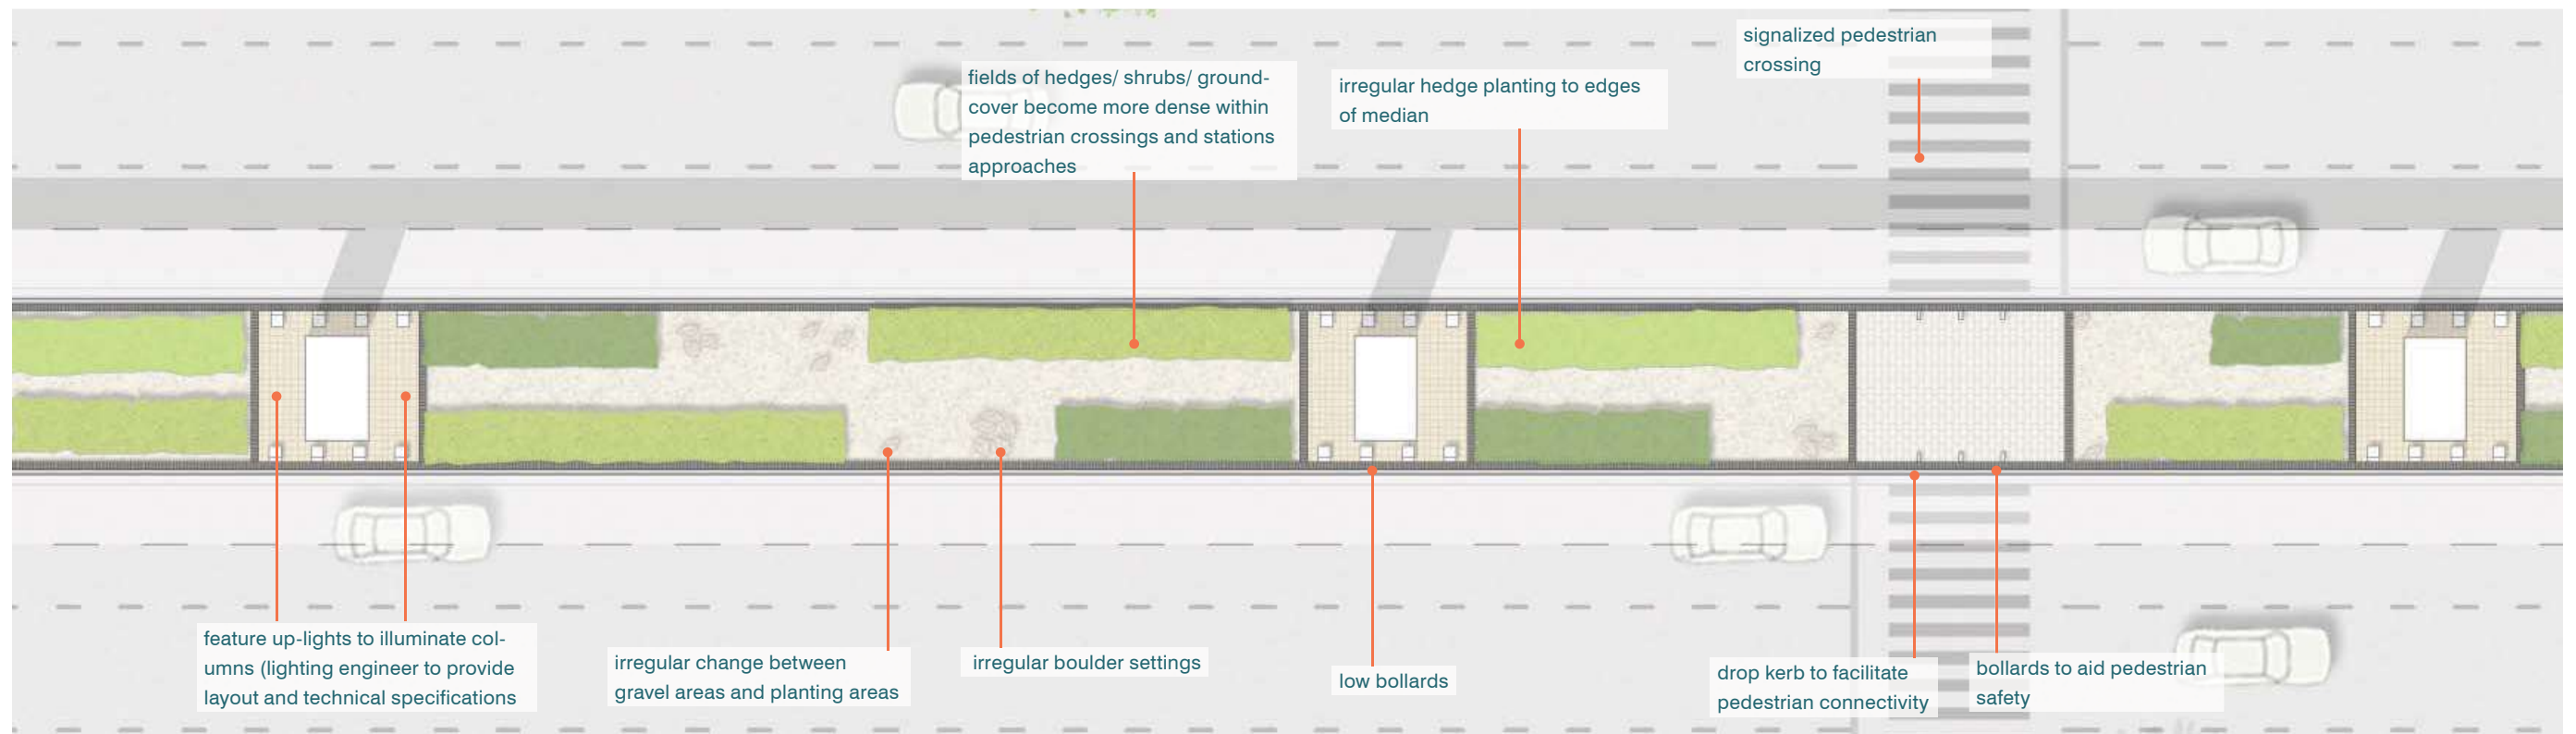 signalized pedestrian
crossing
fields of hedges/ shrubs/ ground-
cover become more dense within
pedestrian crossings and stations
approaches
irregular hedge planting to edges
of median
feature up-lights to illuminate col-
umns (lighting engineer to provide
layout and technical specifications
irregular change between
gravel areas and planting areas
irregular boulder settings
low bollards
drop kerb to facilitate
pedestrian connectivity
bollards to aid pedestrian
safety